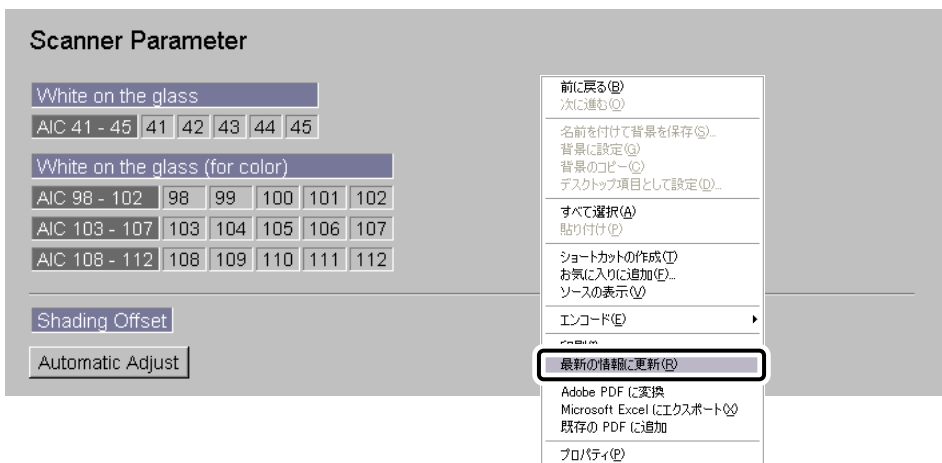 Scanner Parameter
White on the glass
AIC 41 - 45 41 42 43 44 45
White on the glass (for color)
AIC 98 - 102 98 99 100 101 102
AIC 103 - 107 103 104 105 106 107
AIC 108 - 112 108 109 110 111 112
Shading Offset
Automatic Adjust
前に戻る(B)
次に進む(O)
名前を付けて背景を保存(S)...
背景に設定(G)
背景のコピー(C)
デスクトップ項目として設定(D)...
すべて選択(A)
貼り付け(P)
ショートカットの作成(T)
お気に入りに追加(F)...
ソースの表示(V)
エンコード(E)
最新の情報に更新(R)
Adobe PDF に変換
Microsoft Excel にエクスポート(X)
既存の PDF に追加
プロパティ(P)